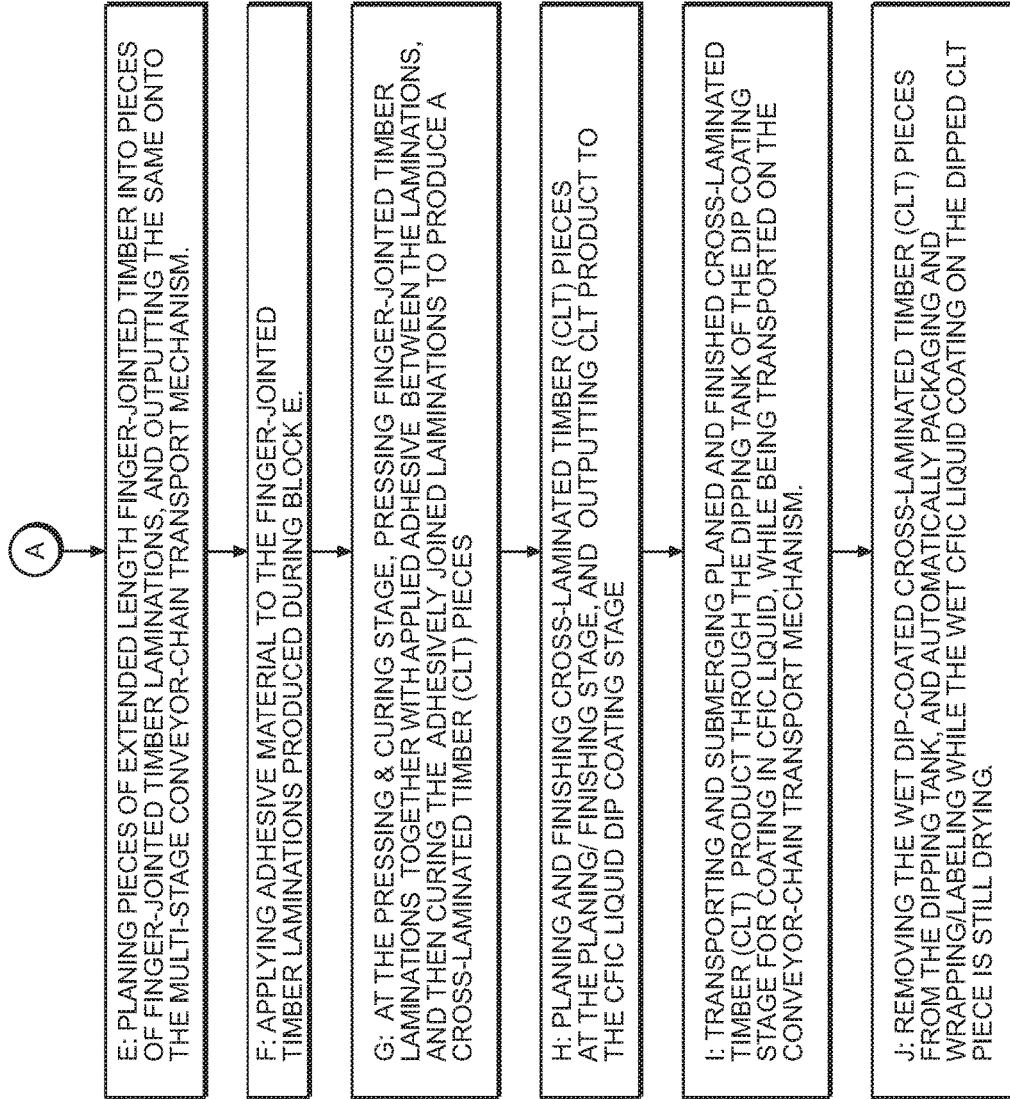 A
E: PLANING PIECES OF EXTENDED LENGTH FINGER-JOINTED TIMBER INTO PIECES
OF FINGER-JOINTED TIMBER LAMINATIONS, AND OUTPUTTING THE SAME ONTO
THE MULTI-STAGE CONVEYOR-CHAIN TRANSPORT MECHANISM.
F: APPLYING ADHESIVE MATERIAL TO THE FINGER-JOINTED
TIMBER LAMINATIONS PRODUCED DURING BLOCK E.
G: AT THE PRESSING & CURING STAGE, PRESSING FINGER-JOINTED TIMBER
LAMINATIONS TOGETHER WITH APPLIED ADHESIVE BETWEEN THE LAMINATIONS,
AND THEN CURING THE ADHESIVELY JOINED LAIMINATIONS TO PRODUCE A
CROSS-LAMINATED TIMBER (CLT) PIECES
H: PLANING AND FINISHING CROSS-LAMINATED TIMBER (CLT) PIECES
AT THE PLANING/ FINISHING STAGE, AND OUTPUTTING CLT PRODUCT TO
THE CFIC LIQUID DIP COATING STAGE
I: TRANSPORTING AND SUBMERGING PLANED AND FINISHED CROSS-LAMINATED
TIMBER (CLT) PRODUCT THROUGH THE DIPPING TANK OF THE DIP COATING
STAGE FOR COATING IN CFIC LIQUID, WHILE BEING TRANSPORTED ON THE
CONVEYOR-CHAIN TRANSPORT MECHANISM.
J: REMOVING THE WET DIP-COATED CROSS-LAMINATED TIMBER (CLT) PIECES
FROM THE DIPPING TANK, AND AUTOMATICALLY PACKAGING AND
WRAPPING/LABELING WHILE THE WET CFIC LIQUID COATING ON THE DIPPED CLT
PIECE IS STILL DRYING.